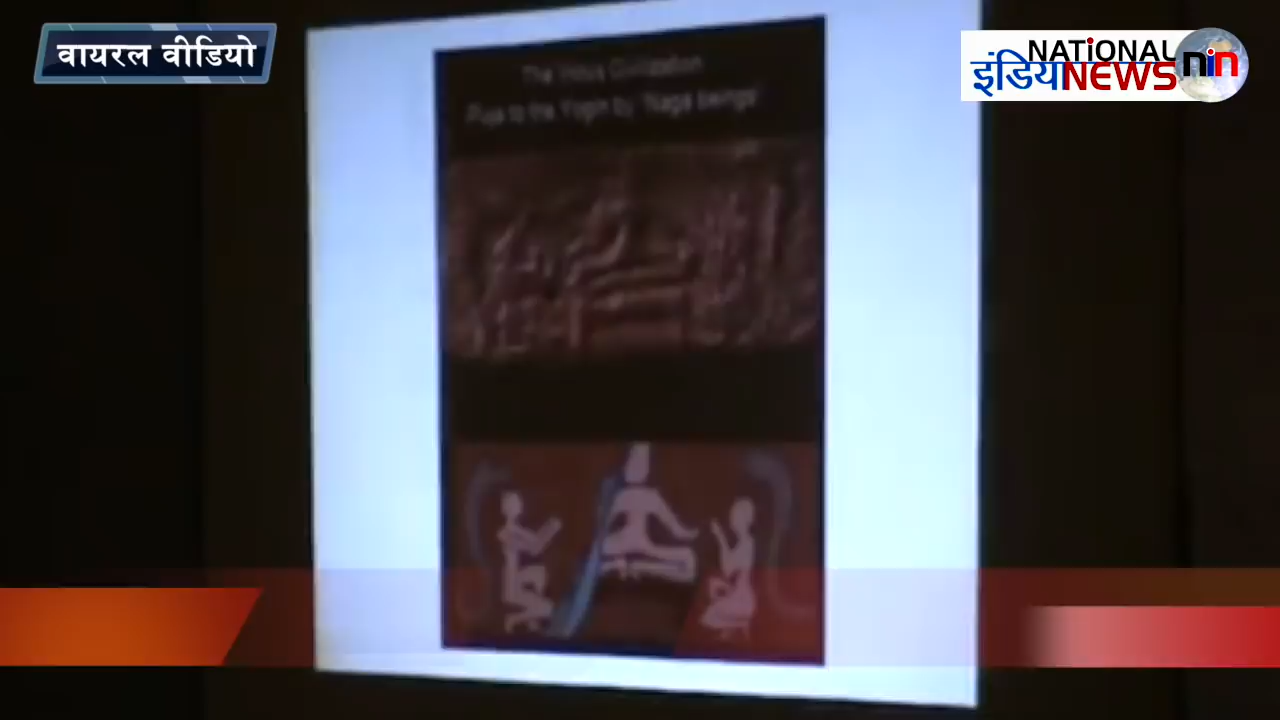 वायरल वीडियो
NATiONAL
इंडियाNEWS nin
The Indus Civilization
Puja to the Yogin by "Naga beings"